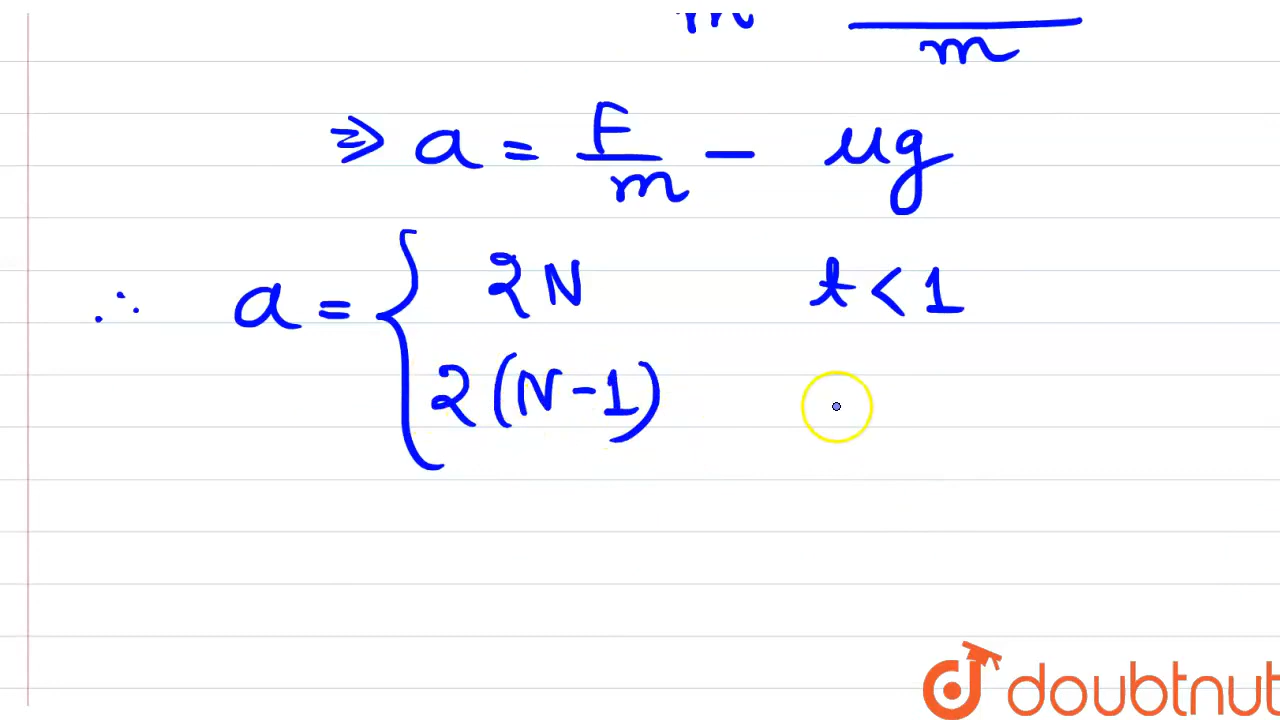 m m
⇒ a = F/m - μg
∴ a = { 2N t < 1
2(N-1)
doubtnut